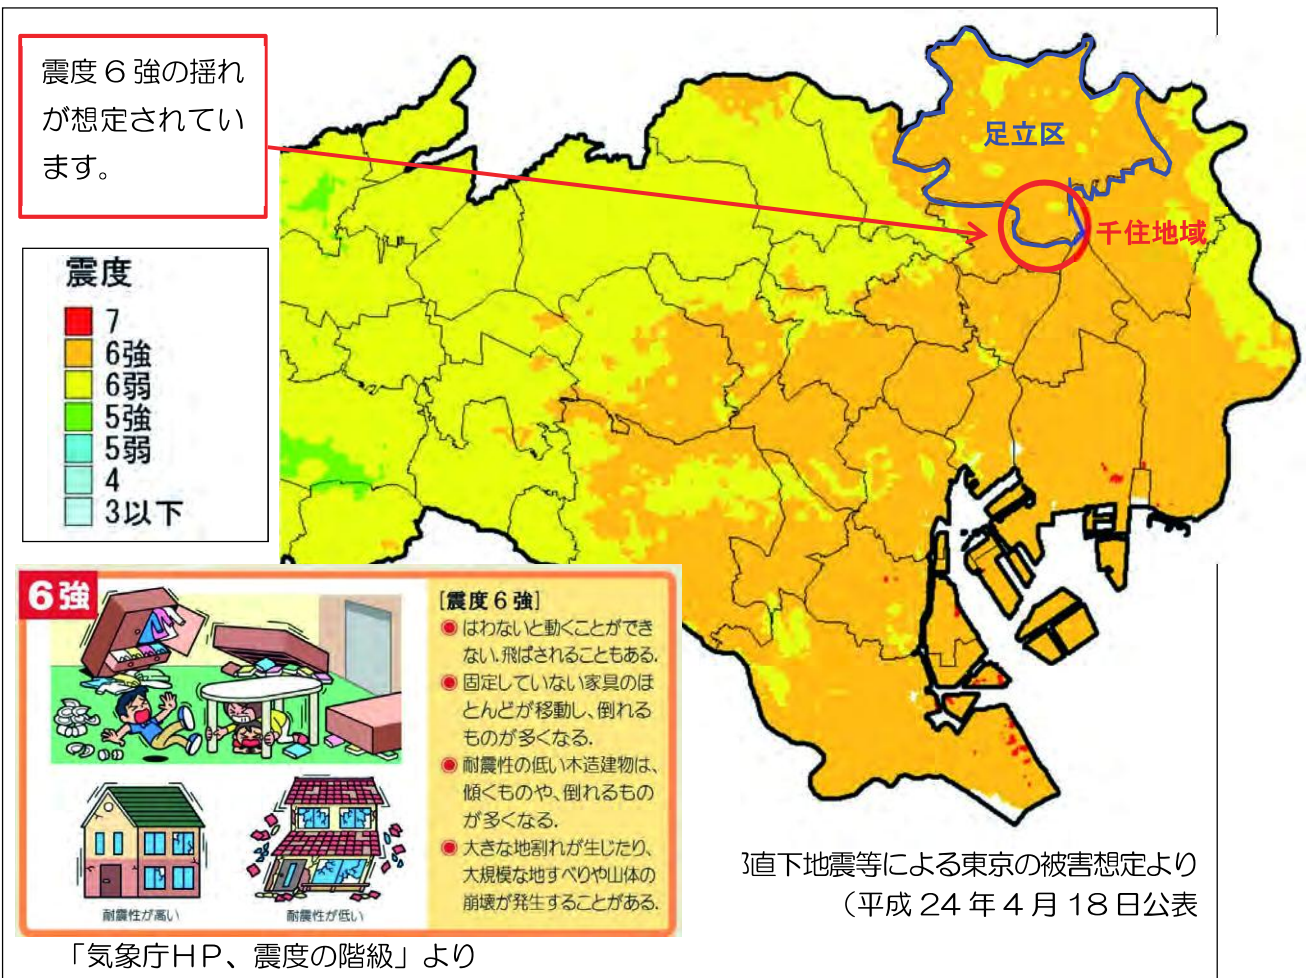 震度６強の揺れ
が想定されてい
ます。
足立区
千住地域
震度
7
6強
6弱
5強
5弱
4
3以下
6強
[震度６強]
はわないと動くことができ
ない。飛ばされることもある。
固定していない家具のほ
とんどが移動し、倒れる
ものが多くなる。
耐震性の低い木造建物は、
傾くものや、倒れるもの
が多くなる。
大きな地割れが生じたり、
大規模な地すべりや山体の
崩壊が発生することがある。
耐震性が高い
耐震性が低い
直下地震等による東京の被害想定より
（平成 24 年 4 月 18 日公表
「気象庁ＨＰ、震度の階級」より